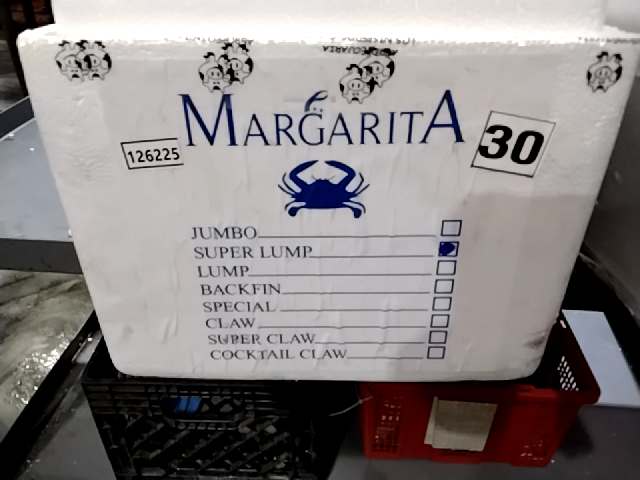 MARGARITA
126225
30
JUMBO
SUPER LUMP
LUMP
BACKFIN
SPECIAL
CLAW
SUPER CLAW
COCKTAIL CLAW